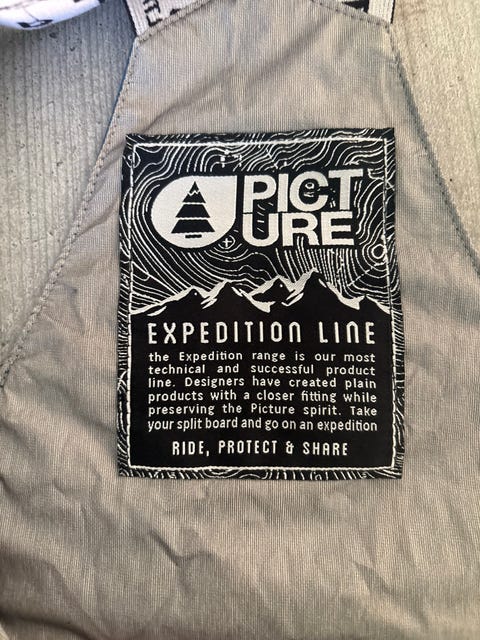 PICT
URE
EXPEDITION LINE
the Expedition range is our most
technical and successful product
line. Designers have created plain
products with a closer fitting while
preserving the Picture spirit. Take
your split board and go on an expedition
RIDE, PROTECT & SHARE